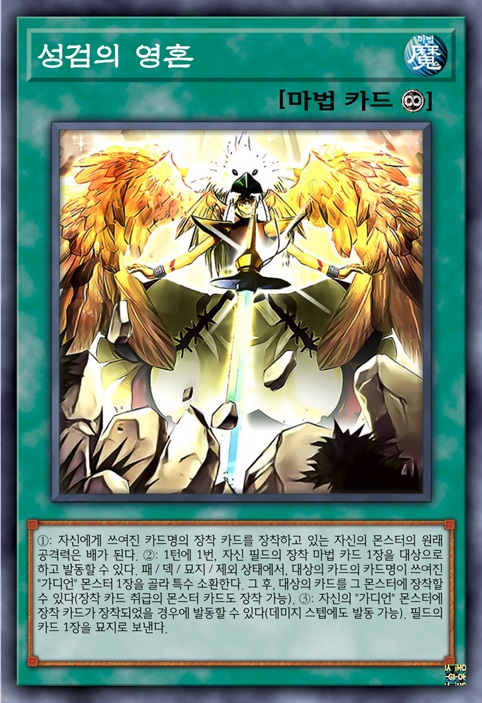 성검의 영혼
마법
魔
[마법 카드 ]
①: 자신에게 쓰여진 카드명의 장착 카드를 장착하고 있는 자신의 몬스터의 원래
공격력은 배가 된다. ②: 1턴에 1번, 자신 필드의 장착 마법 카드 1장을 대상으로
하고 발동할 수 있다. 패 / 덱 / 묘지 / 제외 상태에서, 대상의 카드의 카드명이 쓰여진
"가디언" 몬스터 1장을 골라 특수 소환한다. 그 후, 대상의 카드를 그 몬스터에 장착할
수 있다(장착 카드 취급의 몬스터 카드도 장착 가능). ③: 자신의 "가디언" 몬스터에
장착 카드가 장착되었을 경우에 발동할 수 있다(데미지 스텝에도 발동 가능). 필드의
카드 1장을 묘지로 보낸다.